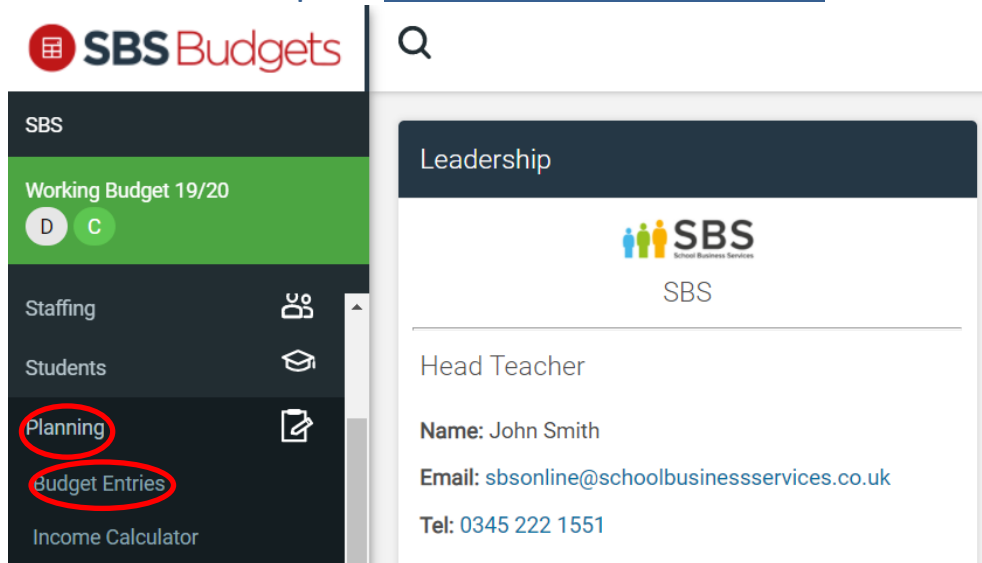 SBS Budgets
SBS
Working Budget 19/20
D C
Staffing
Students
Planning
Budget Entries
Income Calculator
Leadership
SBS
School Business Services
SBS
Head Teacher
Name: John Smith
Email: sbsonline@schoolbusinessservices.co.uk
Tel: 0345 222 1551